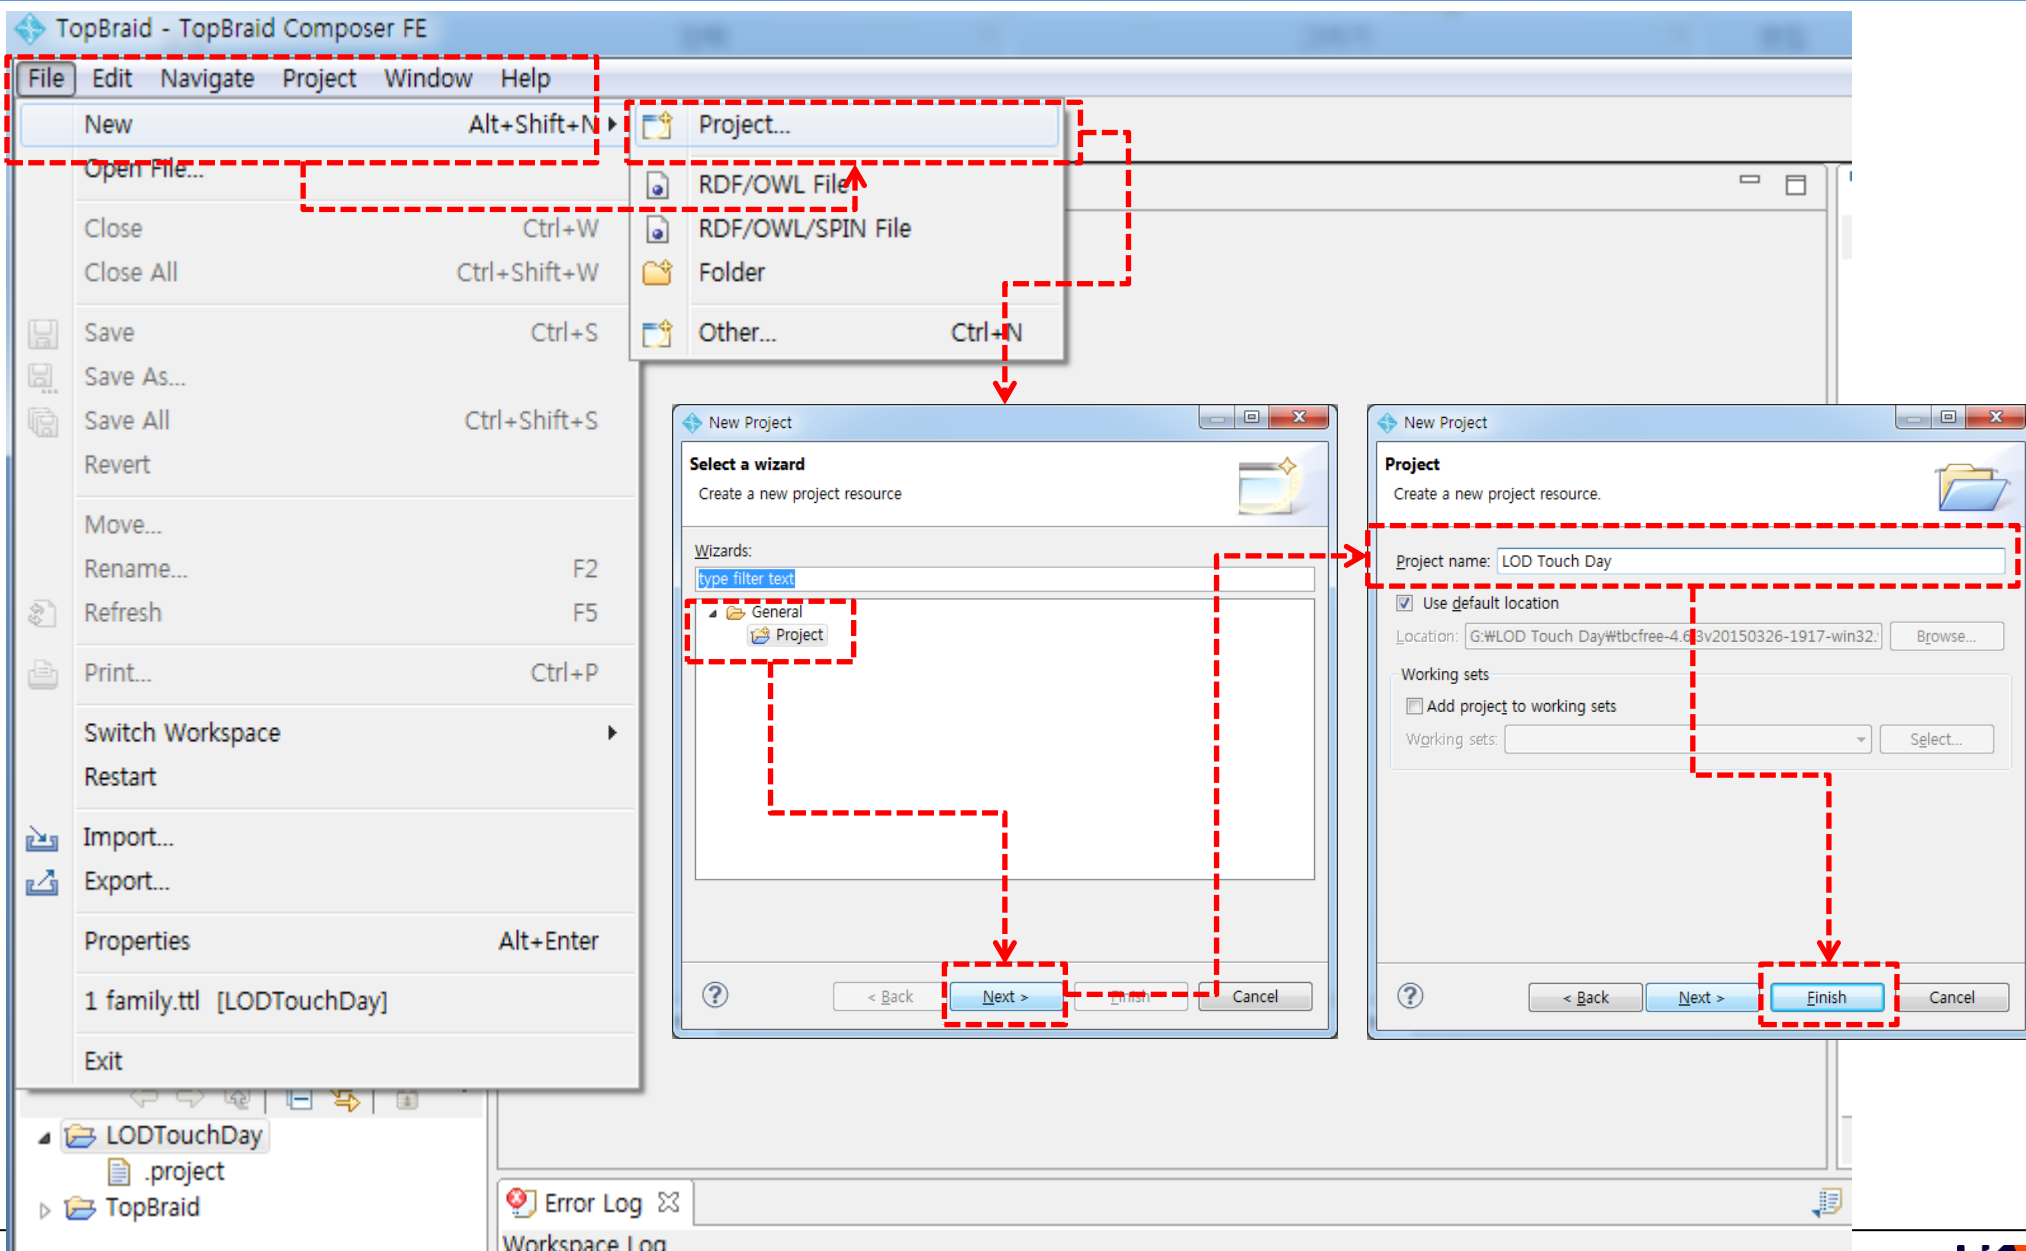 TopBraid - TopBraid Composer FE
File Edit Navigate Project Window Help
New Alt+Shift+N
Open File...
Close Ctrl+W
Close All Ctrl+Shift+W
Save Ctrl+S
Save As...
Save All Ctrl+Shift+S
Revert
Move...
Rename... F2
Refresh F5
Print... Ctrl+P
Switch Workspace
Restart
Import...
Export...
Properties Alt+Enter
1 family.ttl [LODTouchDay]
Exit
Project...
RDF/OWL File
RDF/OWL/SPIN File
Folder
Other... Ctrl+N
New Project
Select a wizard
Create a new project resource
Wizards:
type filter text
General
Project
< Back Next > Finish Cancel
New Project
Project
Create a new project resource.
Project name: LOD Touch Day
Use default location
Location: G:₩LOD Touch Day₩tbcfree-4.6.3v20150326-1917-win32. Browse...
Working sets
Add project to working sets
Working sets: Select...
< Back Next > Finish Cancel
LODTouchDay
.project
TopBraid
Error Log
Workspace Log